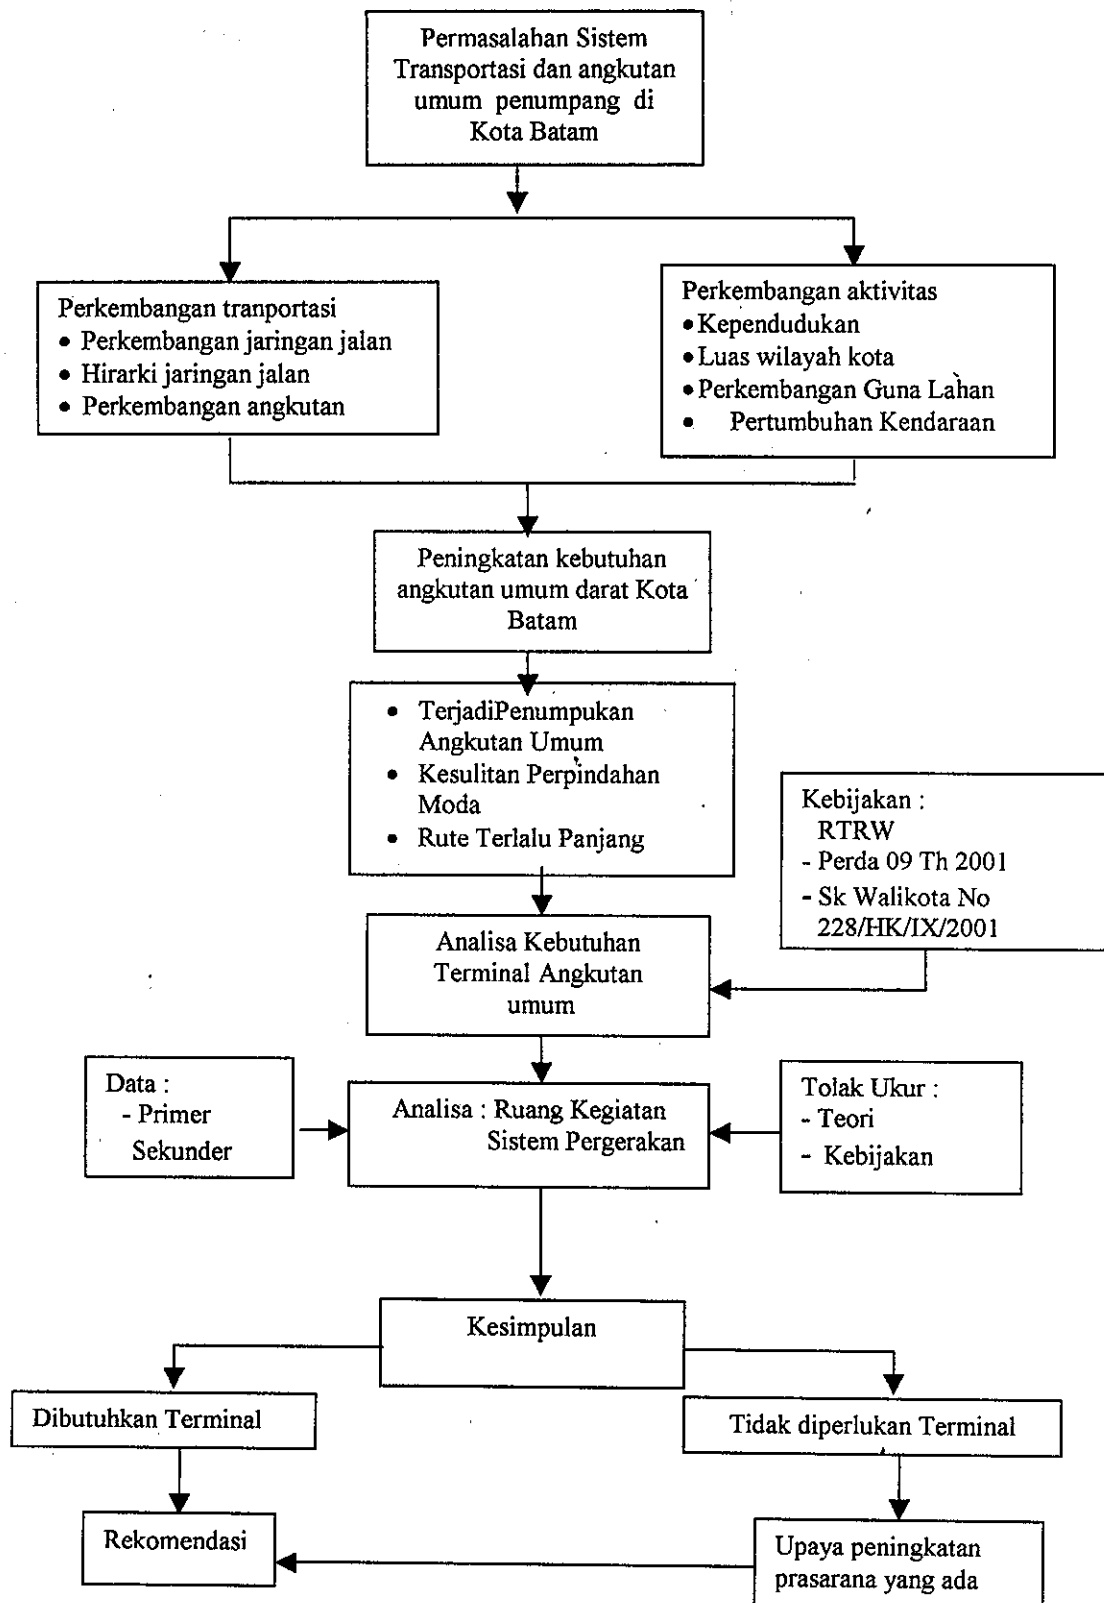 Permasalahan Sistem
Transportasi dan angkutan
umum penumpang di
Kota Batam
Perkembangan tranportasi
• Perkembangan jaringan jalan
• Hirarki jaringan jalan
• Perkembangan angkutan
Perkembangan aktivitas
• Kependudukan
• Luas wilayah kota
• Perkembangan Guna Lahan
• Pertumbuhan Kendaraan
Peningkatan kebutuhan
angkutan umum darat Kota
Batam
• TerjadiPenumpukan
Angkutan Umum
• Kesulitan Perpindahan
Moda
• Rute Terlalu Panjang
Kebijakan :
RTRW
- Perda 09 Th 2001
- Sk Walikota No
228/HK/IX/2001
Analisa Kebutuhan
Terminal Angkutan
umum
Data :
- Primer
Sekunder
Analisa : Ruang Kegiatan
Sistem Pergerakan
Tolak Ukur :
- Teori
- Kebijakan
Kesimpulan
Dibutuhkan Terminal
Tidak diperlukan Terminal
Rekomendasi
Upaya peningkatan
prasarana yang ada